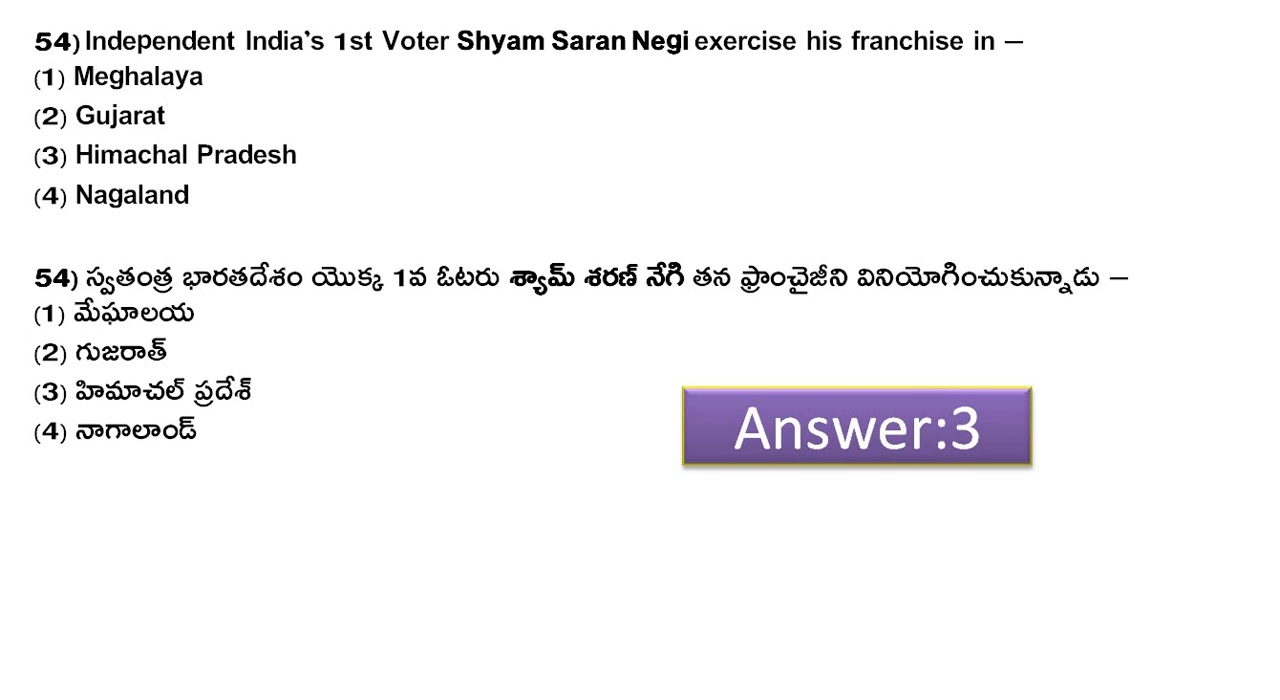 54) Independent India's 1st Voter Shyam Saran Negi exercise his franchise in –
(1) Meghalaya
(2) Gujarat
(3) Himachal Pradesh
(4) Nagaland
54) స్వతంత్ర భారతదేశం యొక్క 1వ ఓటరు శ్యామ్ శరణ్ నేగి తన ఫ్రాంచైజీని వినియోగించుకున్నాడు –
(1) మేఘాలయ
(2) గుజరాత్
(3) హిమాచల్ ప్రదేశ్
(4) నాగాలాండ్
Answer:3